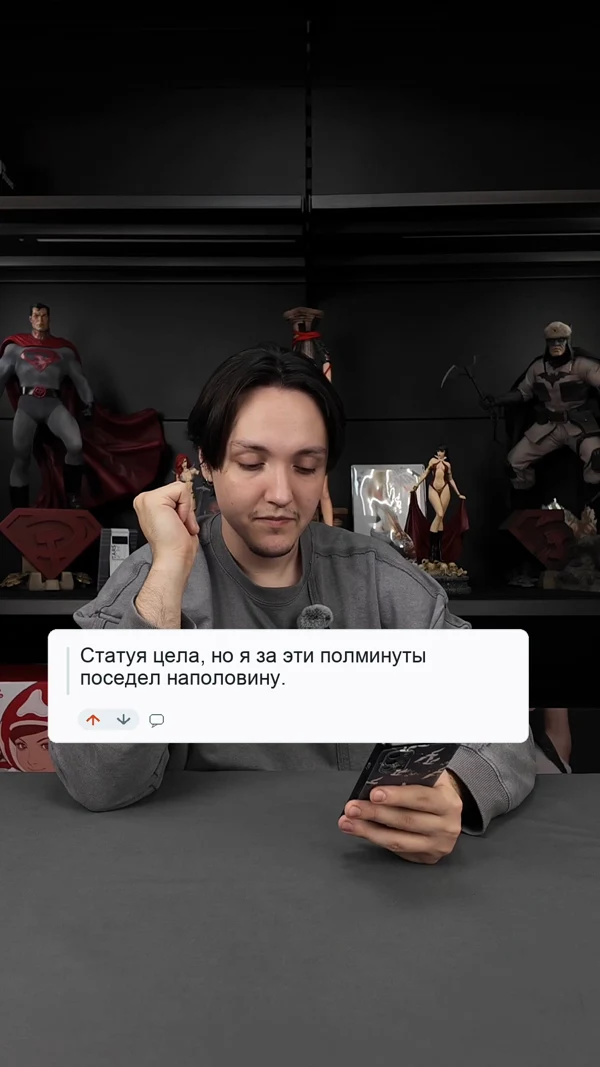 Статуя цела, но я за эти полминуты
поседел наполовину.